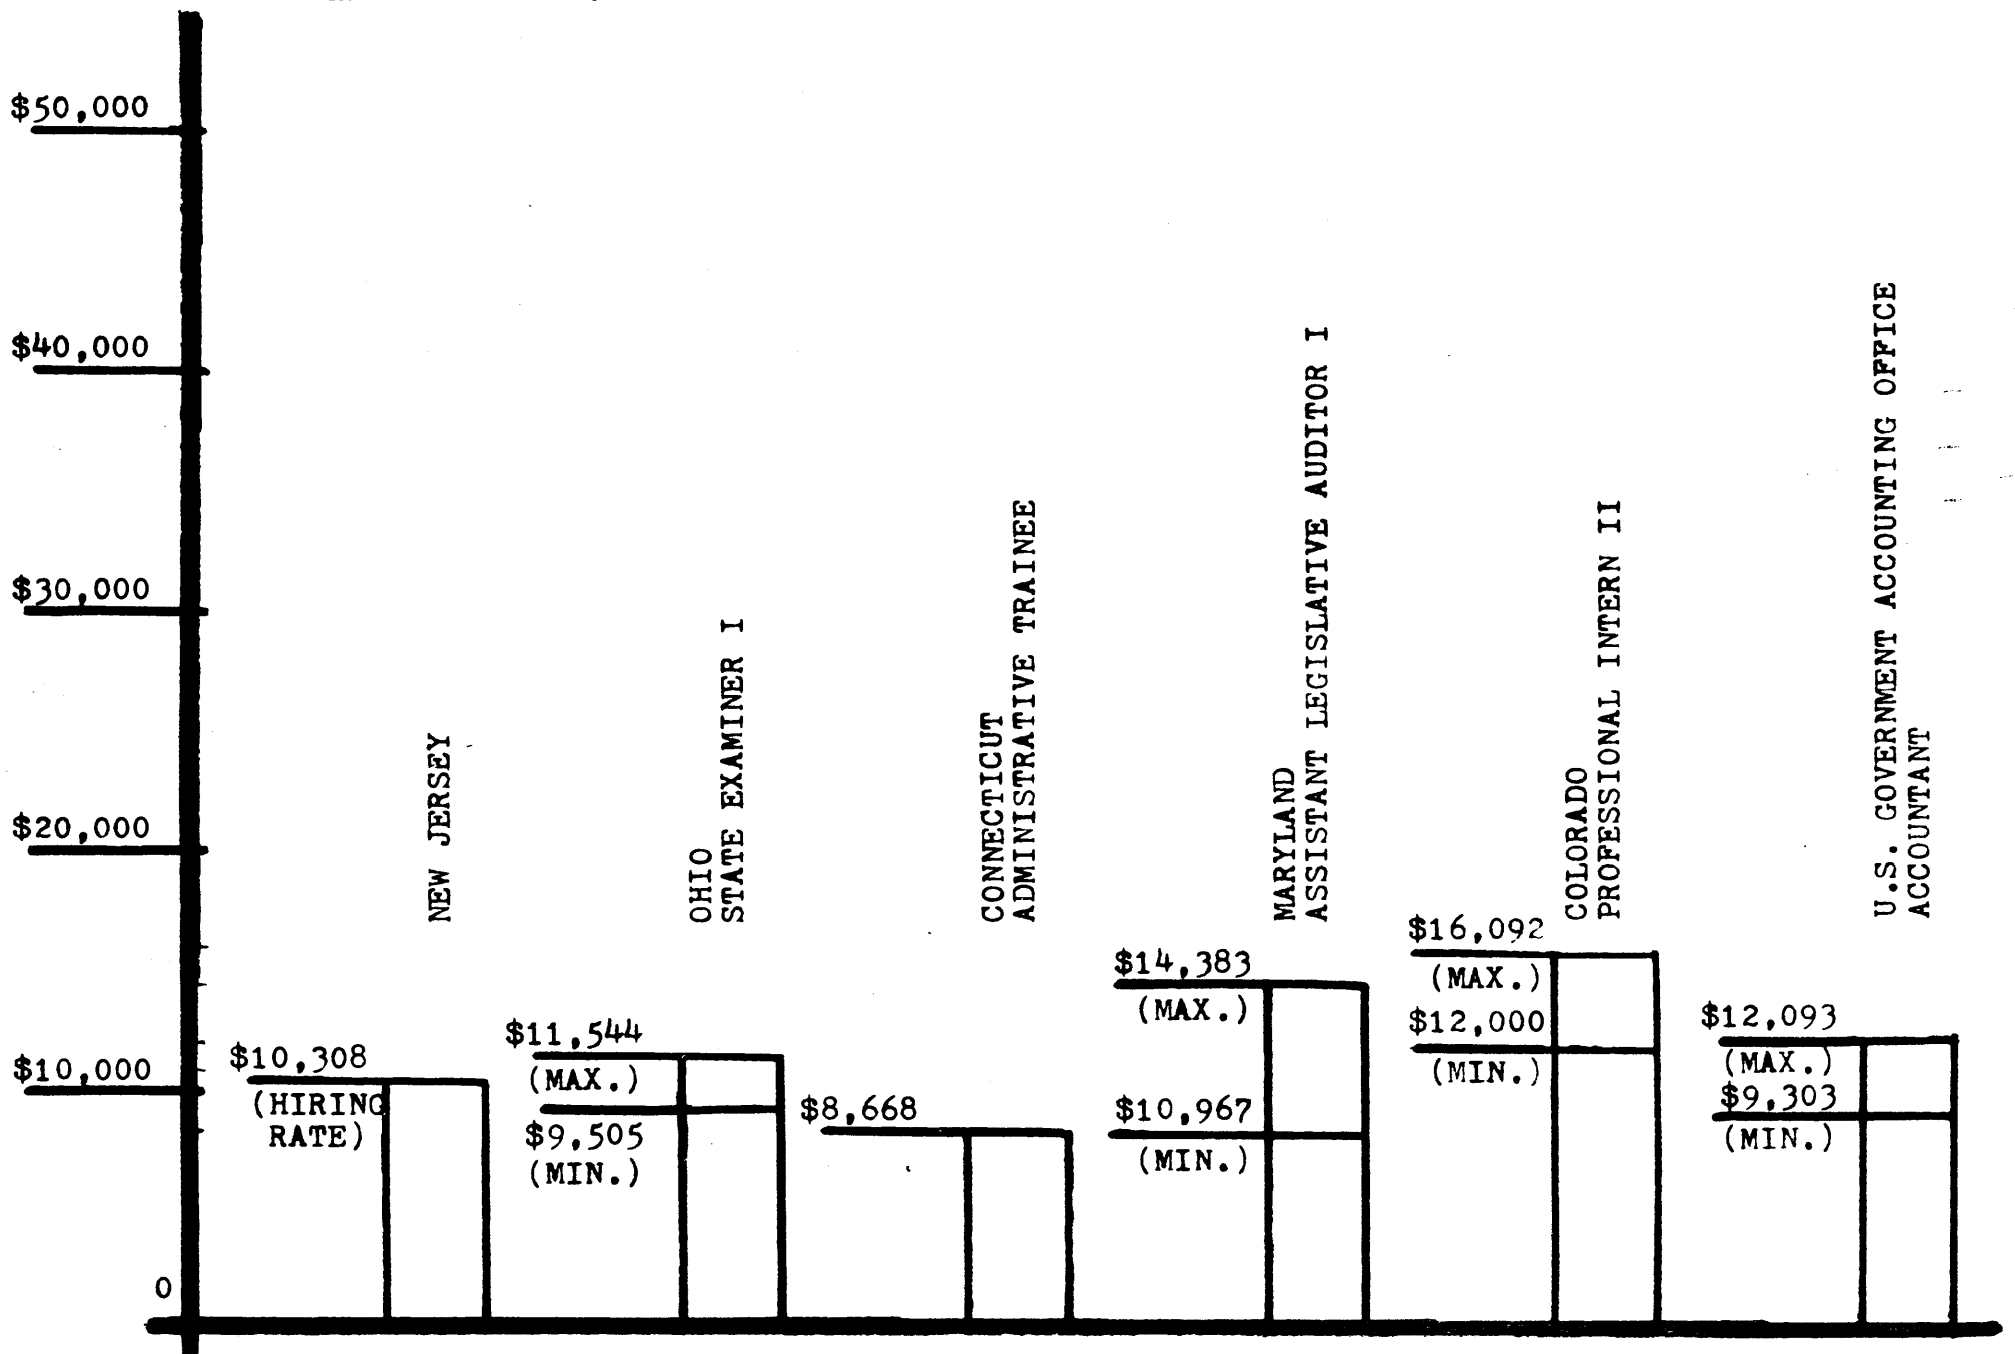 $50,000
$40,000
$30,000
$20,000
$10,000
0
NEW JERSEY
$10,308
(HIRING
RATE)
OHIO
STATE EXAMINER I
$11,544
(MAX.)
$9,505
(MIN.)
CONNECTICUT
ADMINISTRATIVE TRAINEE
$8,668
MARYLAND
ASSISTANT LEGISLATIVE AUDITOR I
$14,383
(MAX.)
$10,967
(MIN.)
COLORADO
PROFESSIONAL INTERN II
$16,092
(MAX.)
$12,000
(MIN.)
U.S. GOVERNMENT ACCOUNTING OFFICE
ACCOUNTANT
$12,093
(MAX.)
$9,303
(MIN.)